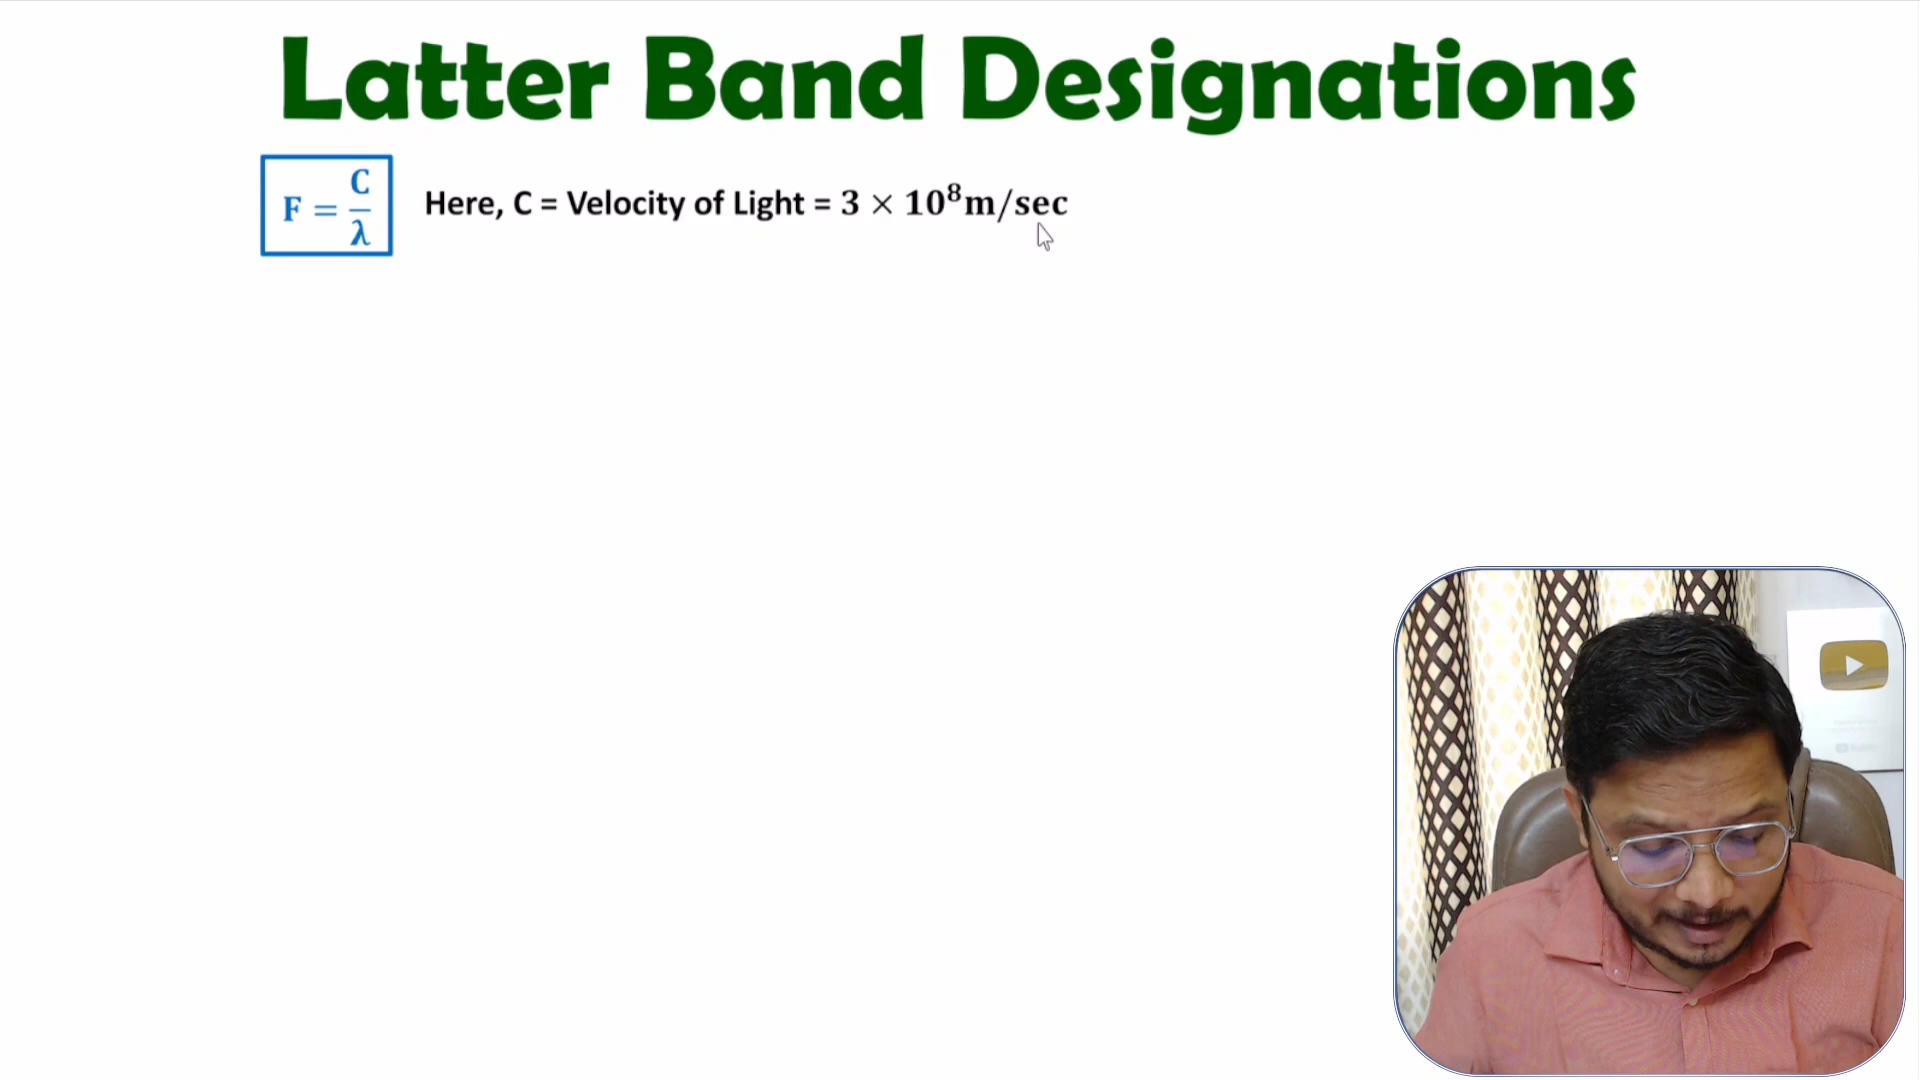 Latter Band Designations
F = C/λ Here, C = Velocity of Light = 3 × 10⁸m/sec